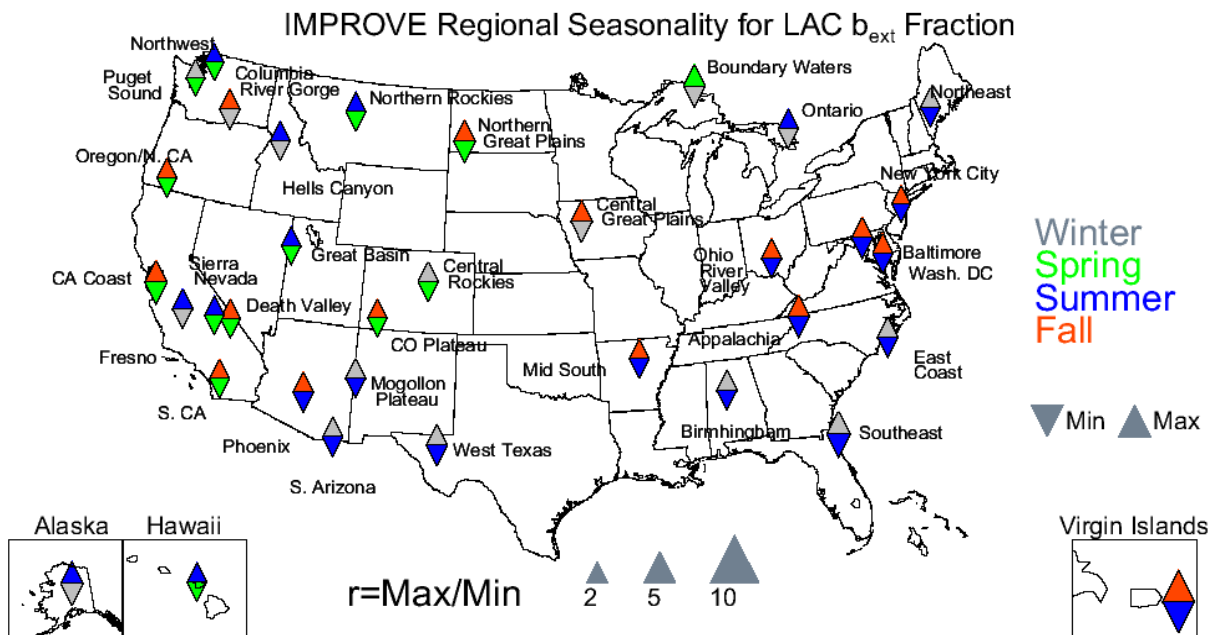 IMPROVE Regional Seasonality for LAC bext Fraction
Northwest
Puget
Sound
Columbia
River Gorge
Northern Rockies
Northern
Great Plains
Boundary Waters
Ontario
Northeast
Oregon/N. CA
Hells Canyon
New York City
Central
Great Plains
Great Basin
Central
Rockies
Ohio
River
Valley
Baltimore
Wash. DC
CA Coast
Sierra
Nevada
Death Valley
CO Plateau
Appalachia
East
Coast
Fresno
Mid South
Mogollon
Plateau
S. CA
Phoenix
West Texas
Birmhingham
Southeast
S. Arizona
Winter
Spring
Summer
Fall
Min
Max
Alaska
Hawaii
Virgin Islands
r=Max/Min
2 5 10